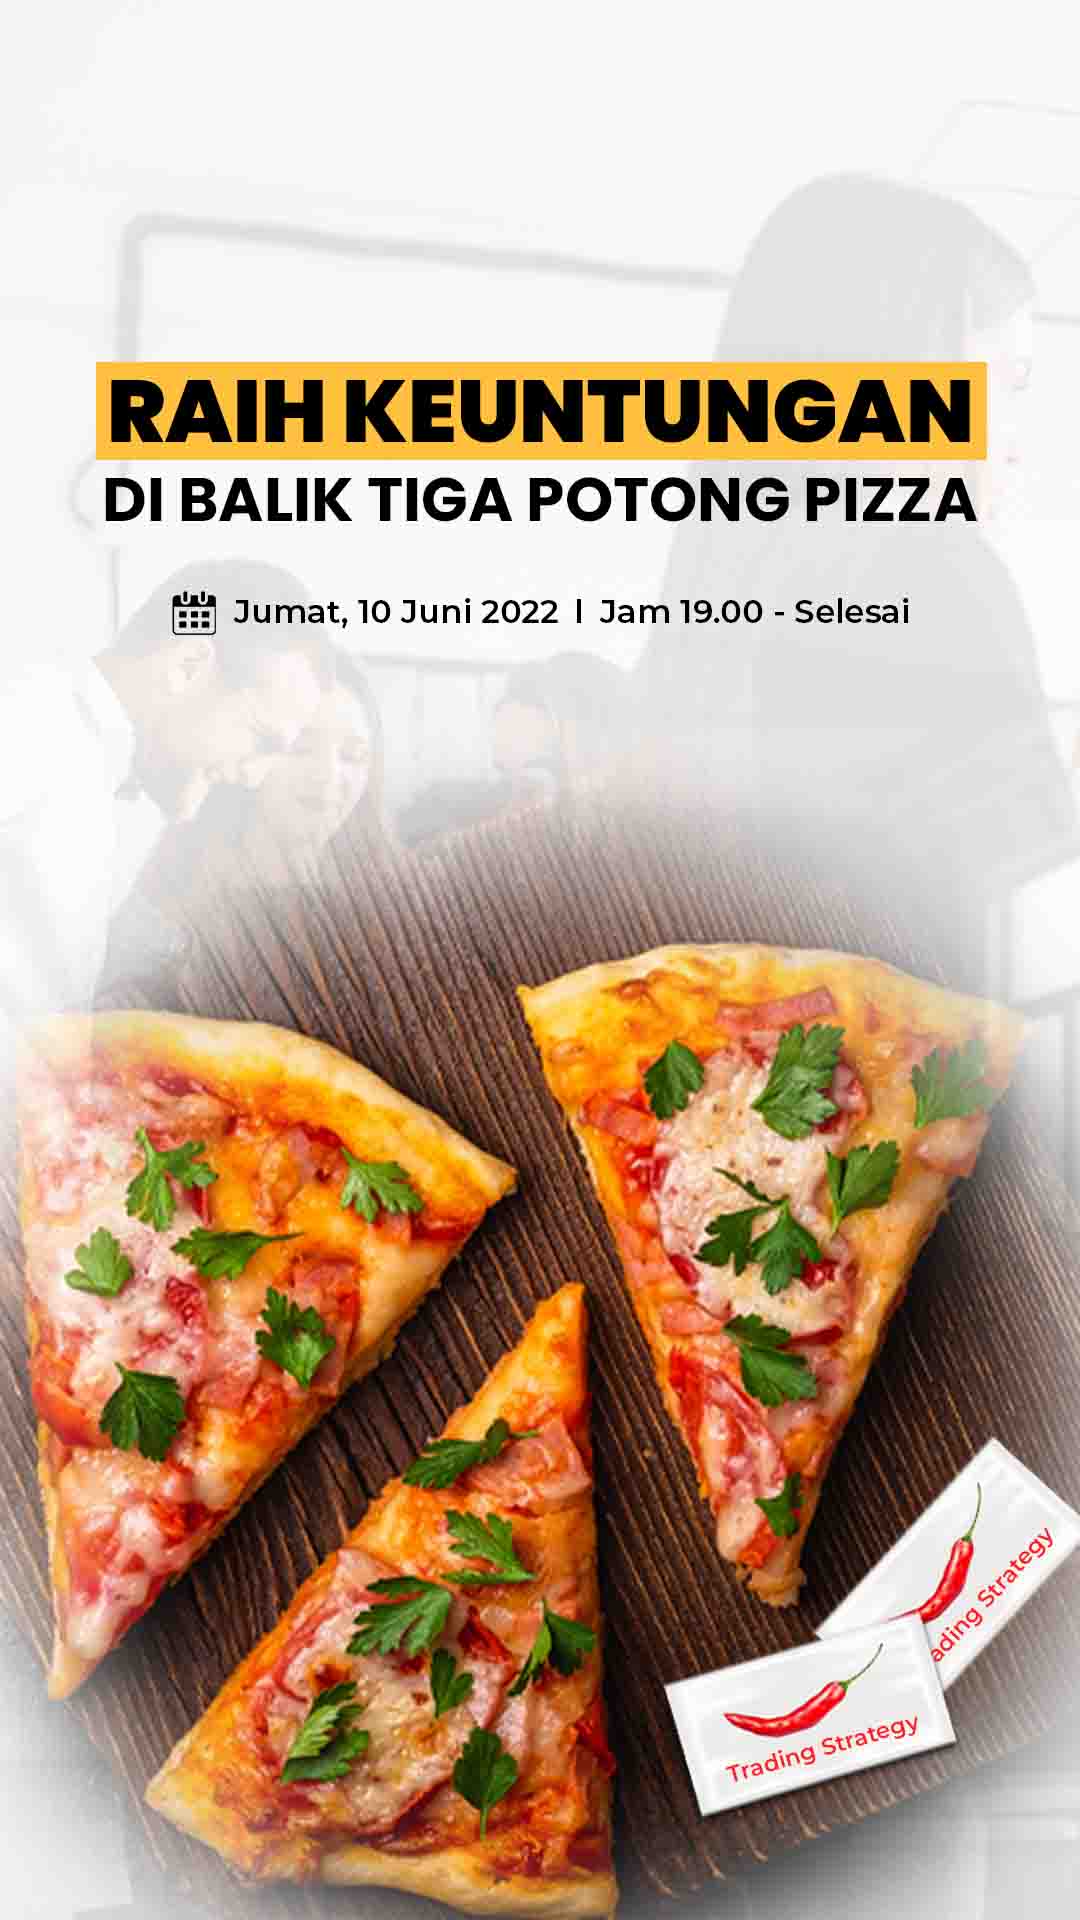 RAIH KEUNTUNGAN
DI BALIK TIGA POTONG PIZZA
Jumat, 10 Juni 2022 | Jam 19.00 - Selesai
ading Strategy
Trading Strategy